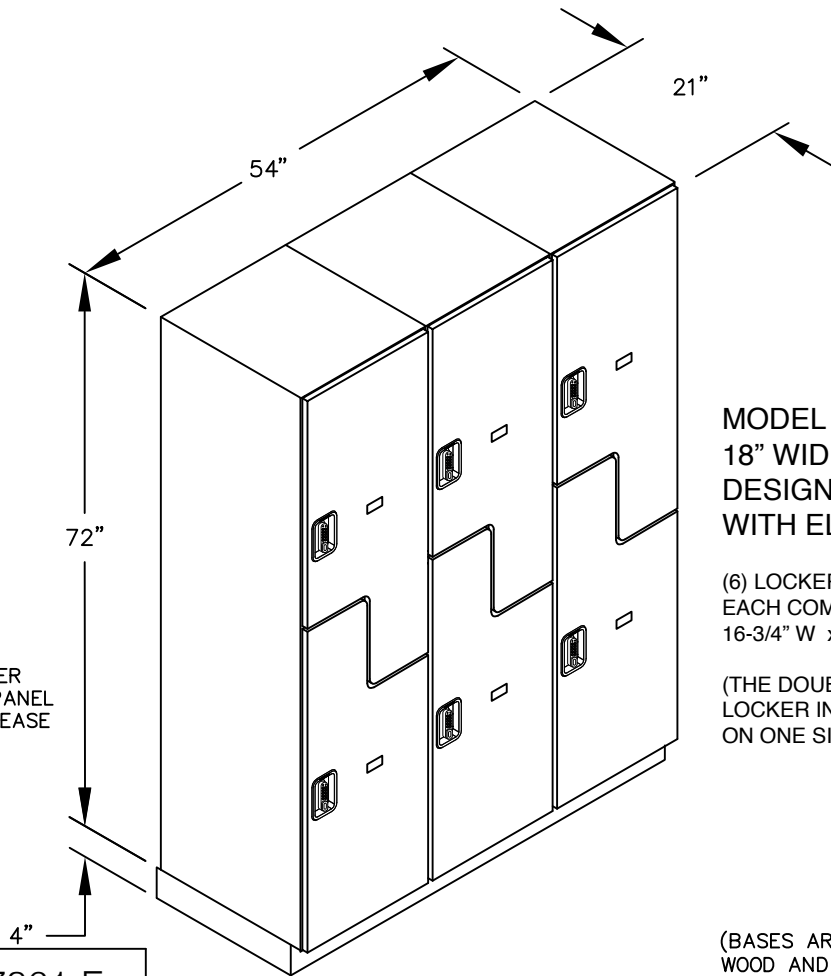 21”
54”
72”
4”
MODEL
18” WID
DESIGN
WITH EL
(6) LOCKER
EACH COM
16-3/4” W x
(THE DOUB
LOCKER IN
ON ONE SI
ER
PANEL
EASE
(BASES AR
WOOD AND